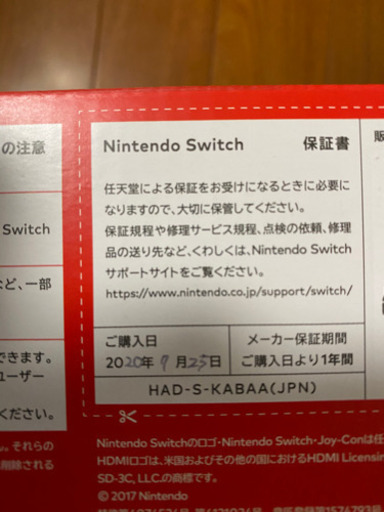 の注意
Switch
ど、一部
できます。
ューザー
ください。
それらの
削除される
Nintendo Switch 保証書
任天堂による保証をお受けになるときに必要に
なりますので、大切に保管してください。
保証規程や修理サービス規程、点検の依頼、修理
品の送り先など、くわしくは、Nintendo Switch
サポートサイトをご覧ください。
https://www.nintendo.co.jp/support/switch/
ご購入日 メーカー保証期間
2020年9月25日 ご購入日より1年間
HAD-S-KABAA(JPN)
Nintendo Switchのロゴ・Nintendo Switch・Joy-Conは任
HDMIロゴは、米国およびその他の国におけるHDMI Licensin
SD-3C, LLC.の商標です。
© 2017 Nintendo
販